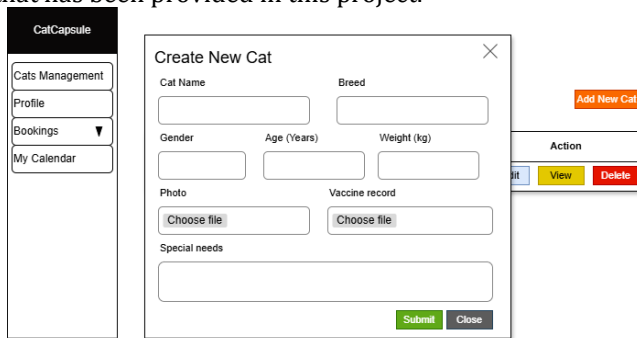 that has been provided in this project.
CatCapsule
Cats Management
Profile
Bookings ▼
My Calendar
Create New Cat
Cat Name Breed
Gender Age (Years) Weight (kg)
Photo Vaccine record
Choose file Choose file
Special needs
Submit Close
Add New Cat
Action
View Delete